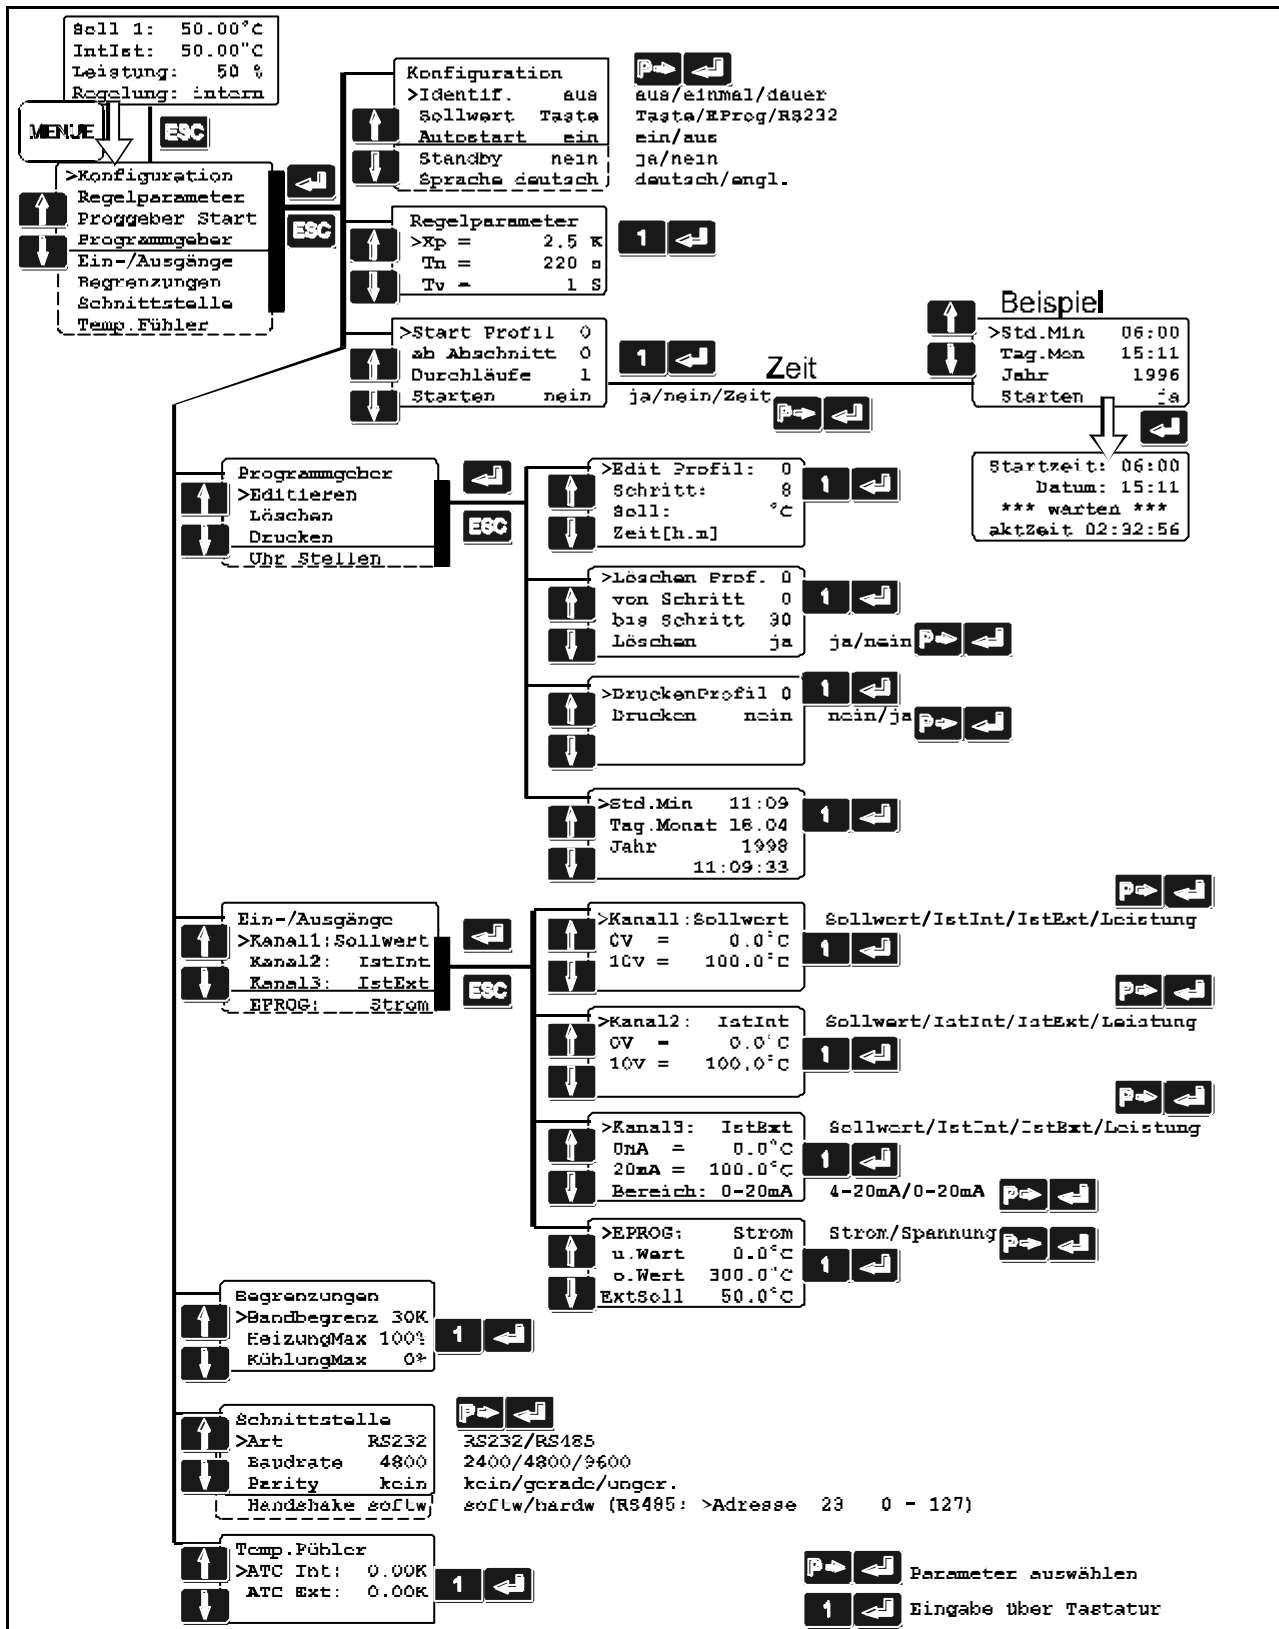 Soll 1: 50.00°C
IntIst: 50.00°C
Leistung: 50 %
Regelung: intern
MENUE
ESC
>Konfiguration
Regelparameter
Proggeber Start
Programmgeber
Ein-/Ausgänge
Begrenzungen
Schnittstelle
Temp.Fühler
ESC
Konfiguration
>Identif. aus
Sollwert Taste
Autostart ein
Standby nein
Sprache deutsch
P
aus/einmal/dauer
Taste/EProg/RS232
ein/aus
ja/nein
deutsch/engl.
Regelparameter
>Xp = 2.5 K
Tn = 220 s
Tv = 1 S
1
>Start Profil 0
ab Abschnitt 0
Durchläufe 1
Starten nein
1
ja/nein/Zeit
P
Zeit
Beispiel
>Std.Min 06:00
Tag.Mon 15:11
Jahr 1996
Starten ja
Startzeit: 06:00
Datum: 15:11
*** warten ***
aktZeit 02:32:56
Programmgeber
>Editieren
Löschen
Drucken
Uhr Stellen
ESC
>Edit Profil: 0
Schritt: 8
Soll: °C
Zeit[h.m]
1
>Löschen Prof. 0
von Schritt 0
bis Schritt 30
Löschen ja
1
ja/nein P
>DruckenProfil 0
Drucken nein
1
nein/ja P
>Std.Min 11:09
Tag.Monat 16.04
Jahr 1998
11:09:33
1
Ein-/Ausgänge
>Kanal1:Sollwert
Kanal2: IstInt
Kanal3: IstExt
EPROG: Strom
ESC
P
>Kanal1:Sollwert
0V = 0.0°C
10V = 100.0°C
Sollwert/IstInt/IstExt/Leistung
1
P
>Kanal2: IstInt
0V = 0.0°C
10V = 100.0°C
Sollwert/IstInt/IstExt/Leistung
1
P
>Kanal3: IstExt
0mA = 0.0°C
20mA = 100.0°C
Bereich: 0-20mA
Sollwert/IstInt/IstExt/Leistung
1
4-20mA/0-20mA P
>EPROG: Strom
u.Wert 0.0°C
o.Wert 300.0°C
ExtSoll 50.0°C
Strom/Spannung P
1
Begrenzungen
>Bandbegrenz 30K
HeizungMax 100%
KühlungMax 0%
1
Schnittstelle
>Art RS232
Baudrate 4800
Parity kein
Handshake softw
P
RS232/RS485
2400/4800/9600
kein/gerade/unger.
softw/hardw (RS485: >Adresse 23 0 - 127)
Temp.Fühler
>ATC Int: 0.00K
ATC Ext: 0.00K
1
P Parameter auswählen
1 Eingabe über Tastatur